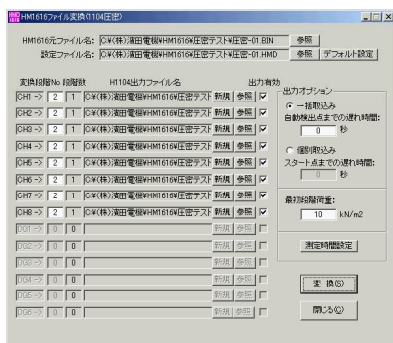 HM1616ファイル変換(1104圧密)
HM1616元ファイル名: C:¥(株)濱田電機¥HM1616¥圧密テスト¥圧密-01.BIN 参照
設定ファイル名: C:¥(株)濱田電機¥HM1616¥圧密テスト¥圧密-01.HMD 参照 デフォルト設定
変換段階No 段階数 H1104出力ファイル名 出力有効
CH1 -> 2 1 C:¥(株)濱田電機¥HM1616¥圧密テスト 新規 参照
CH2 -> 2 1 C:¥(株)濱田電機¥HM1616¥圧密テスト 新規 参照
CH3 -> 2 1 C:¥(株)濱田電機¥HM1616¥圧密テスト 新規 参照
CH4 -> 2 1 C:¥(株)濱田電機¥HM1616¥圧密テスト 新規 参照
CH5 -> 2 1 C:¥(株)濱田電機¥HM1616¥圧密テスト 新規 参照
CH6 -> 2 1 C:¥(株)濱田電機¥HM1616¥圧密テスト 新規 参照
CH7 -> 2 1 C:¥(株)濱田電機¥HM1616¥圧密テスト 新規 参照
CH8 -> 2 1 C:¥(株)濱田電機¥HM1616¥圧密テスト 新規 参照
DG1 -> 0 0 新規 参照
DG2 -> 0 0 新規 参照
DG3 -> 0 0 新規 参照
DG4 -> 0 0 新規 参照
DG5 -> 0 0 新規 参照
DG6 -> 0 0 新規 参照
出力オプション
一括取込み
自動検出点までの遅れ時間:
0 秒
個別取込み
スタート点までの遅れ時間:
0 秒
最初段階荷重:
10 kN/m2
測定時間設定
変 換(S)
閉じる(C)